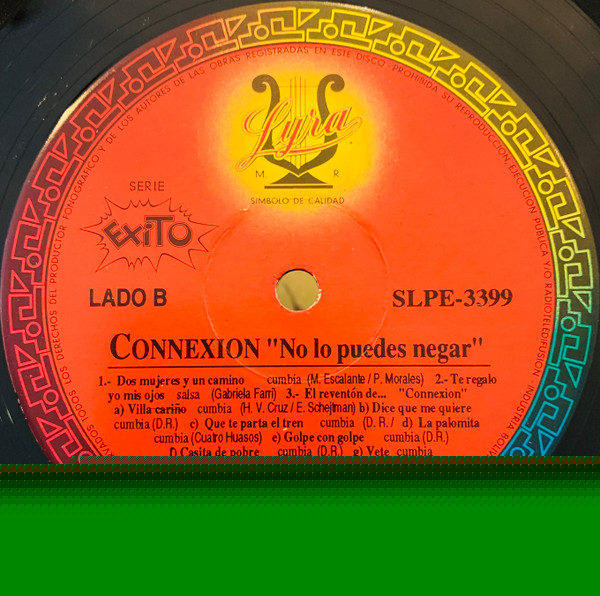 VADOS TODOS LOS DERECHOS DEL PRODUCTOR FONOGRAFICO Y DE LOS AUTORES DE LAS OBRAS REGISTRADAS EN ESTE DISCO · PROHIBIDA SU REPRODUCCION, EJECUCION PUBLICA Y/O RADIOTELEDIFUSION · INDUSTRIA BOLIV
Lyra
M. R.
SIMBOLO DE CALIDAD
SERIE
EXITO
LADO B
SLPE-3399
CONNEXION "No lo puedes negar"
1.- Dos mujeres y un camino cumbia (M. Escalante / P. Morales) 2.- Te regalo
yo mis ojos salsa (Gabriela Farri) 3.- El reventón de... "Connexion"
a) Villa cariño cumbia (H. V. Cruz / E. Schejtman) b) Dice que me quiere
cumbia (D.R.) c) Que te parta el tren cumbia (D. R. / d) La palomita
cumbia (Cuatro Huasos) e) Golpe con golpe cumbia (D.R.)
f) Casita de pobre cumbia (D.R.) g) Vete cumbia